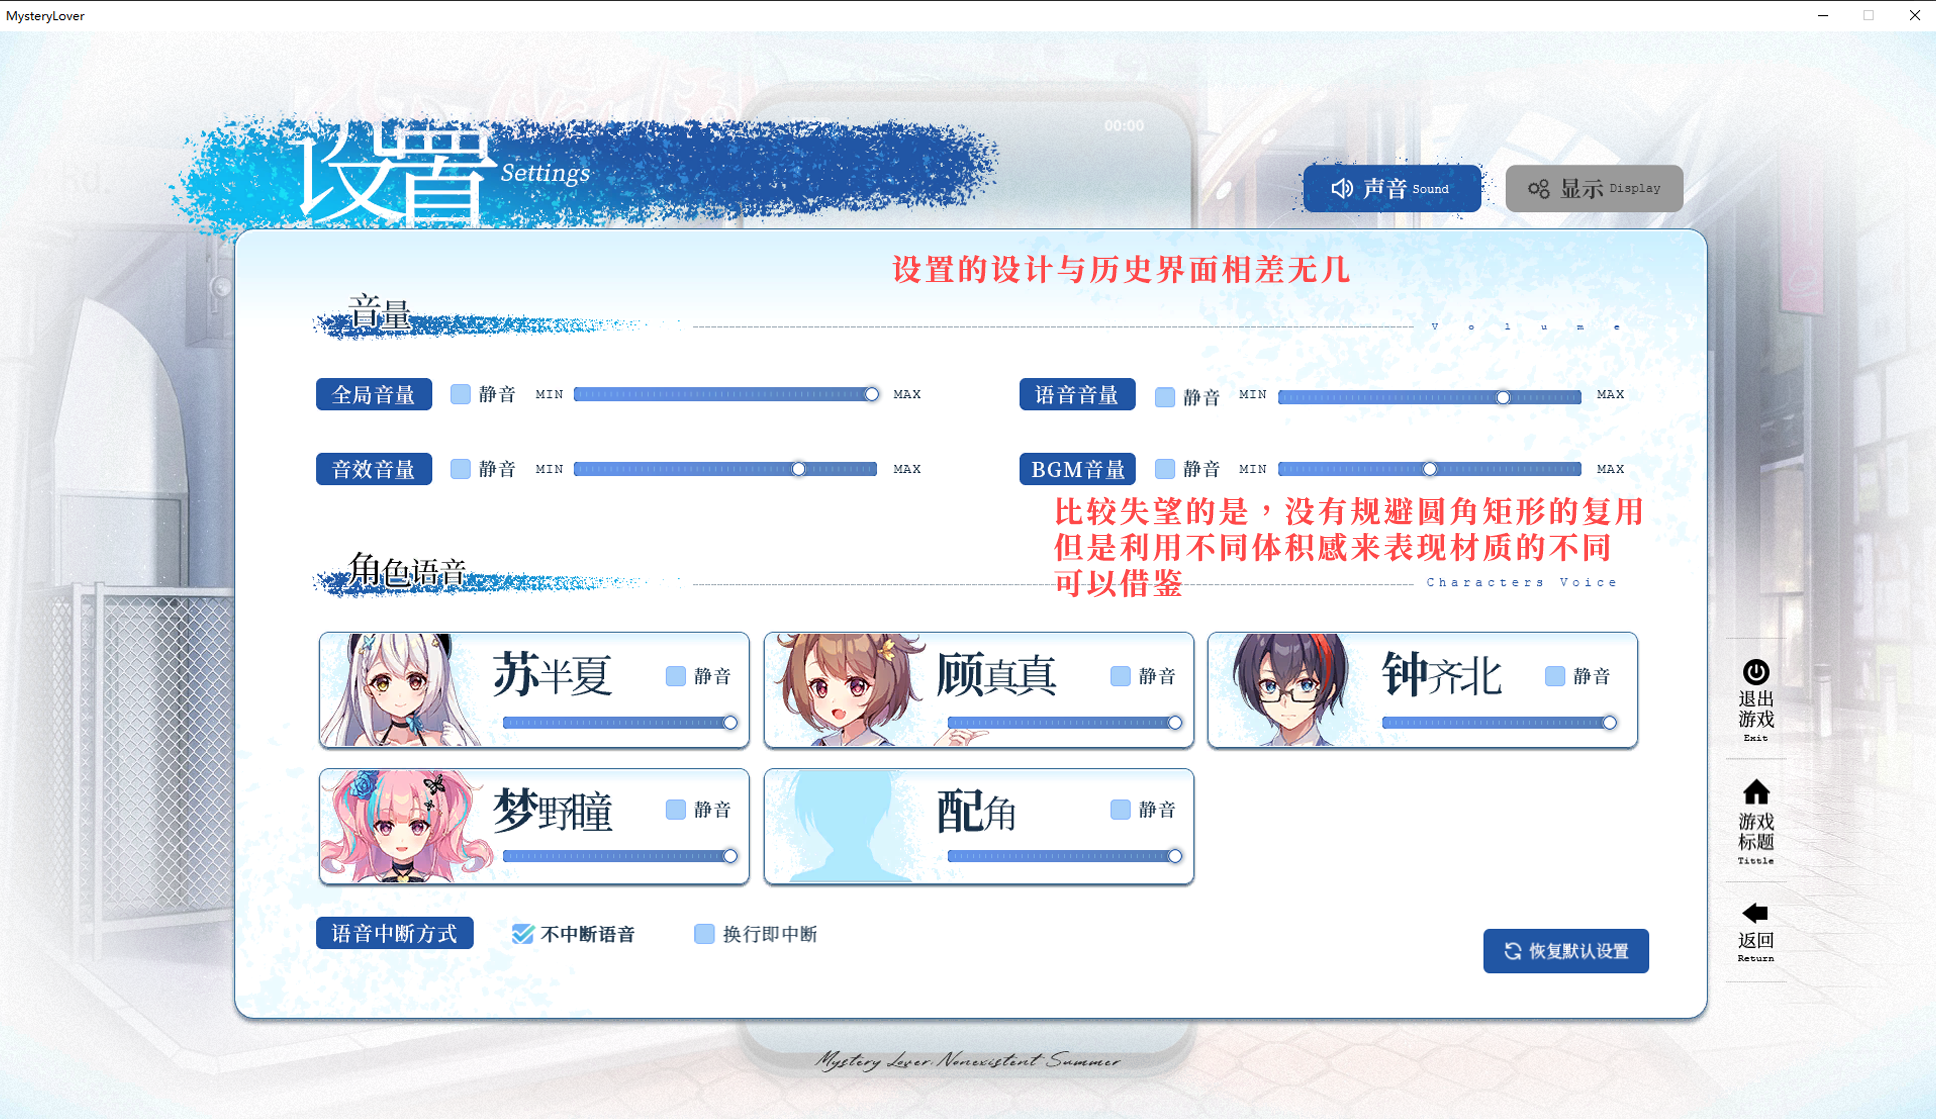 MysteryLover
00:00
设置 Settings
声音 Sound
显示 Display
设置的设计与历史界面相差无几
音量
Volume
全局音量 静音 MIN MAX
语音音量 静音 MIN MAX
音效音量 静音 MIN MAX
BGM音量 静音 MIN MAX
比较失望的是，没有规避圆角矩形的复用
但是利用不同体积感来表现材质的不同
可以借鉴
角色语音
Characters Voice
苏半夏 静音
顾真真 静音
钟齐北 静音
梦野瞳 静音
配角 静音
语音中断方式 不中断语音 换行即中断
恢复默认设置
退出
游戏
Exit
游戏
标题
Tittle
返回
Return
Mystery Lover:Nonexistent Summer